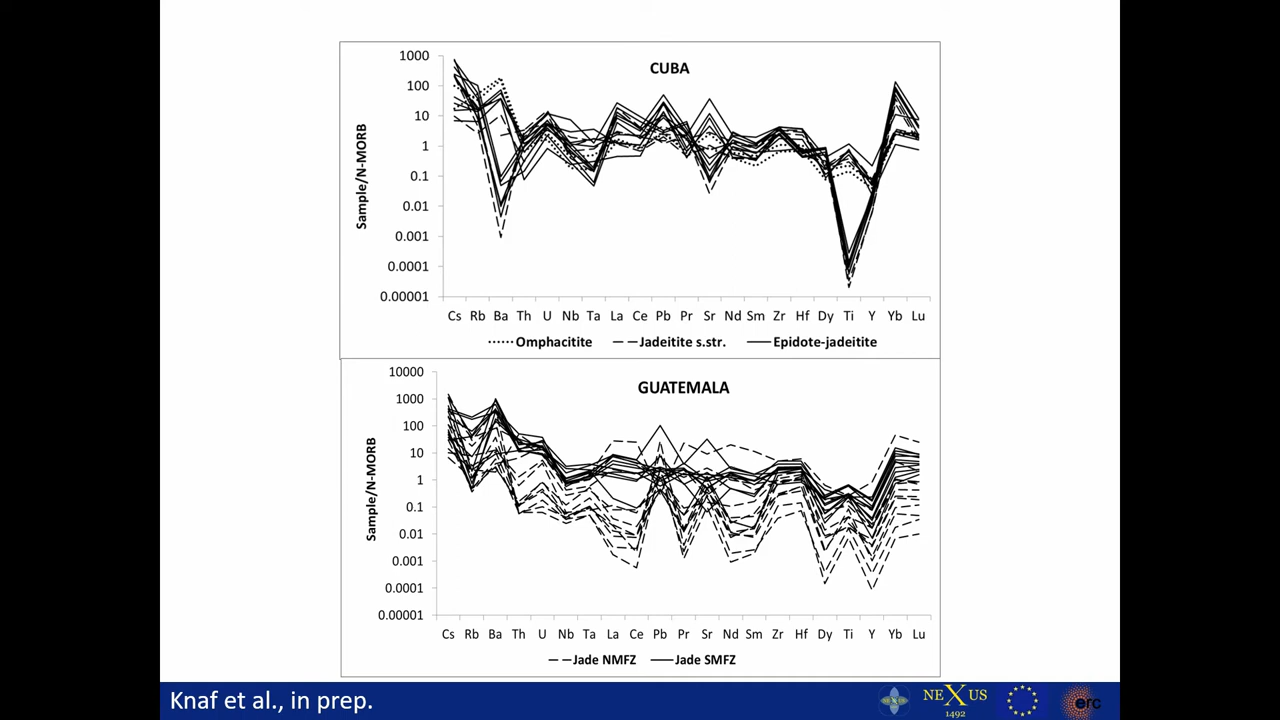 CUBA
Sample/N-MORB
1000
100
10
1
0.1
0.01
0.001
0.0001
0.00001
Cs Rb Ba Th U Nb Ta La Ce Pb Pr Sr Nd Sm Zr Hf Dy Ti Y Yb Lu
Omphacitite Jadeitite s.str. Epidote-jadeitite
GUATEMALA
Sample/N-MORB
10000
1000
100
10
1
0.1
0.01
0.001
0.0001
0.00001
Cs Rb Ba Th U Nb Ta La Ce Pb Pr Sr Nd Sm Zr Hf Dy Ti Y Yb Lu
Jade NMFZ Jade SMFZ
Knaf et al., in prep.
NEXUS
1492
erc